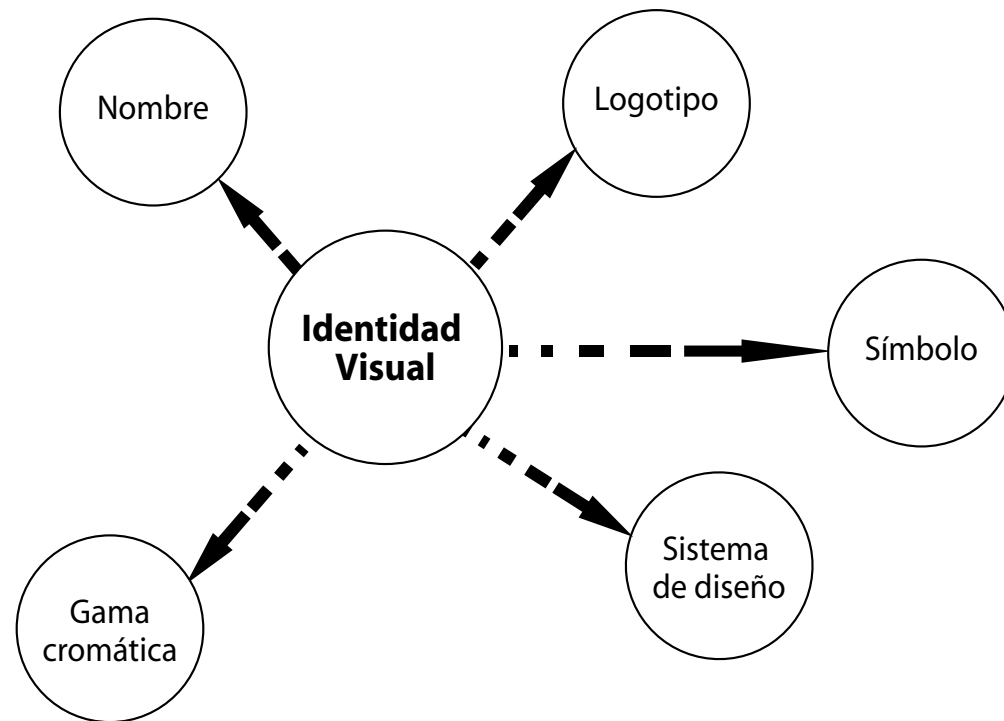 Nombre
Logotipo
Identidad
Visual
Símbolo
Sistema
de diseño
Gama
cromática